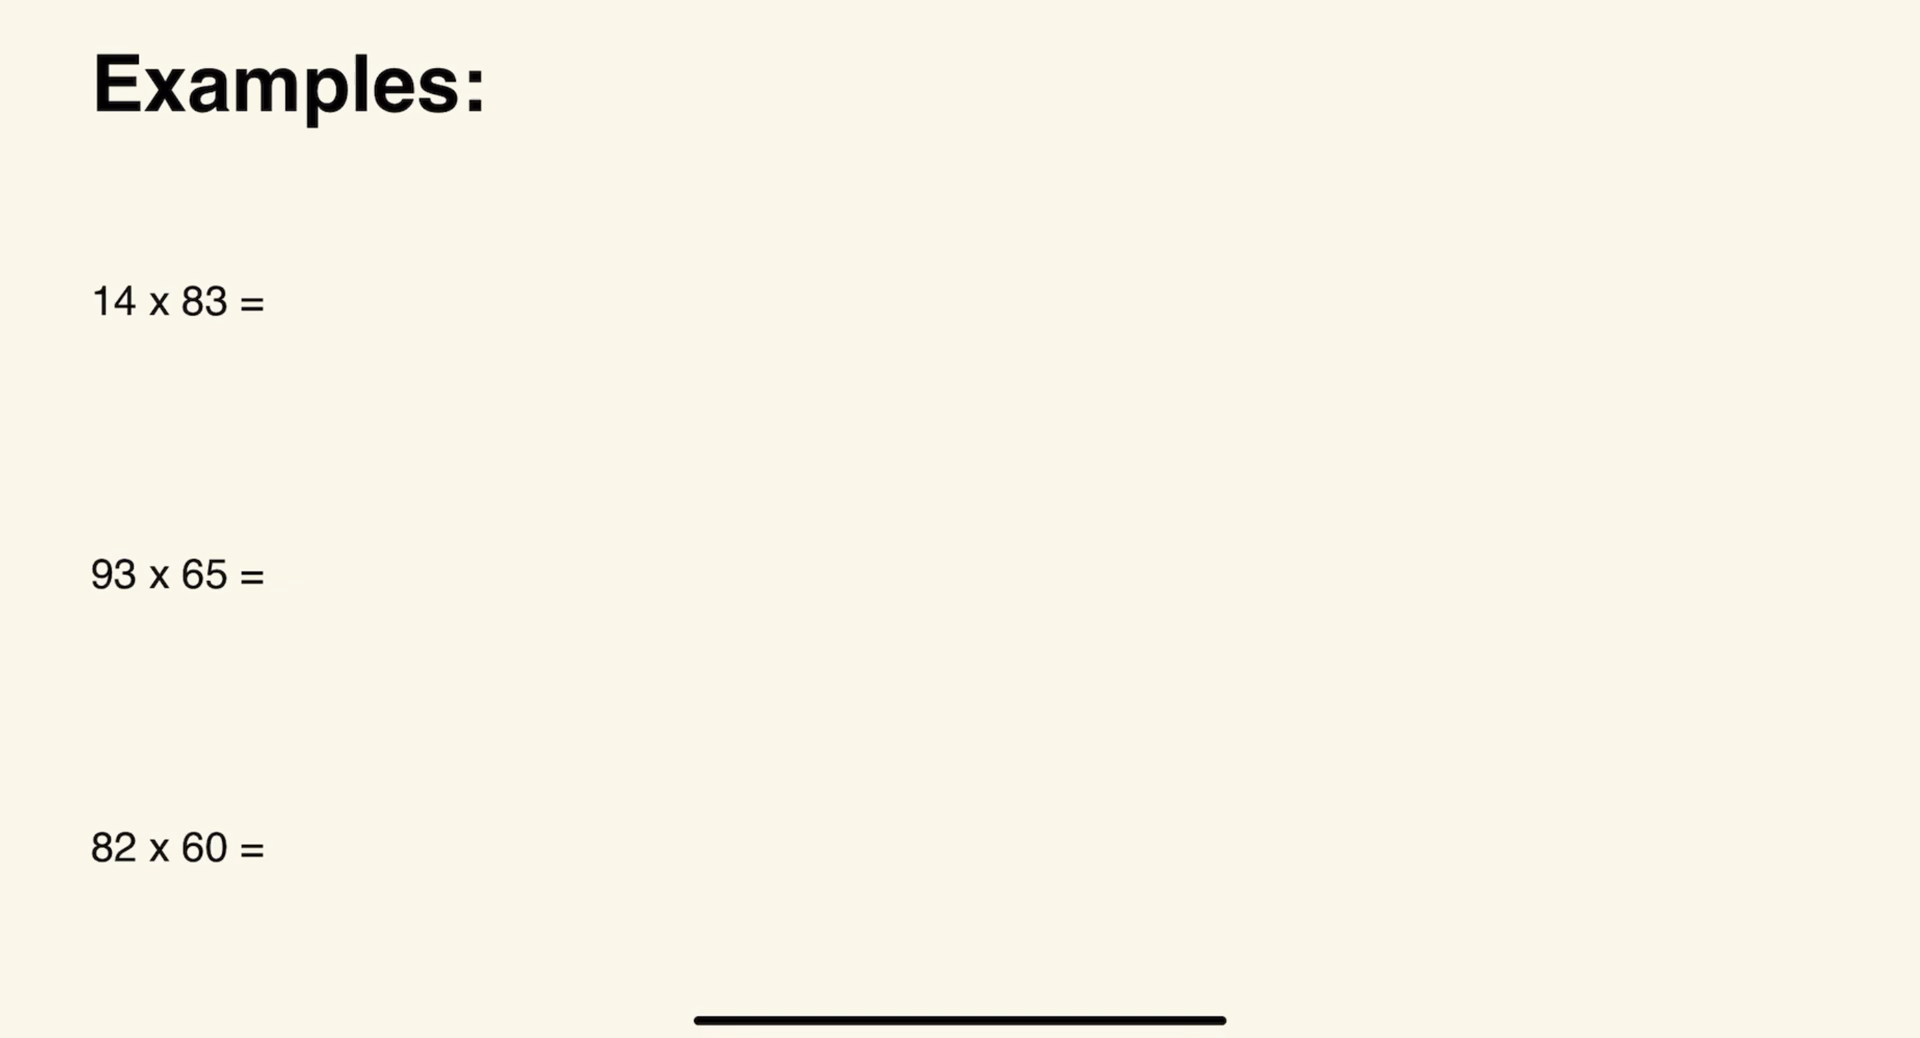 Examples:
14 x 83 =
93 x 65 =
82 x 60 =